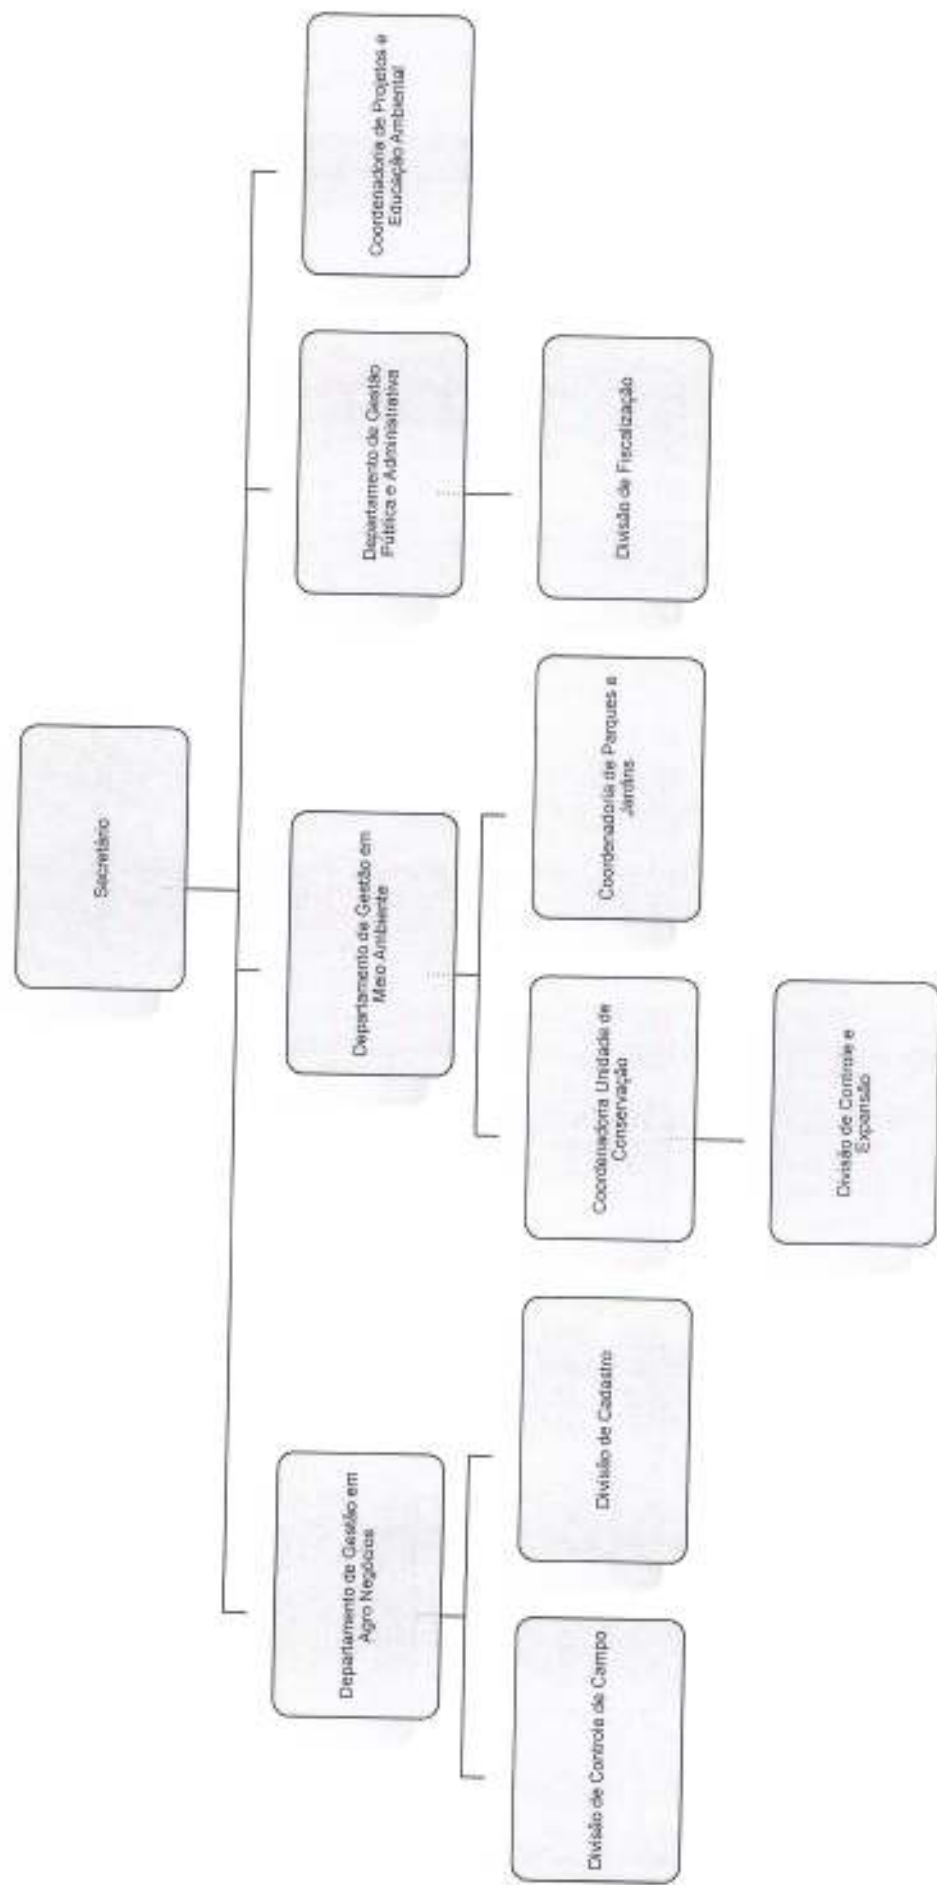 Secretário
Departamento de Gestão em
Agro Negócios
Departamento de Gestão em
Meio Ambiente
Departamento de Gestão
Pública e Administrativa
Coordenadoria de Projetos e
Educação Ambiental
Divisão de Controle de Campo
Divisão de Cadastro
Coordenadoria Unidade de
Conservação
Coordenadoria de Parques e
Jardins
Divisão de Fiscalização
Divisão de Controle e
Expansão